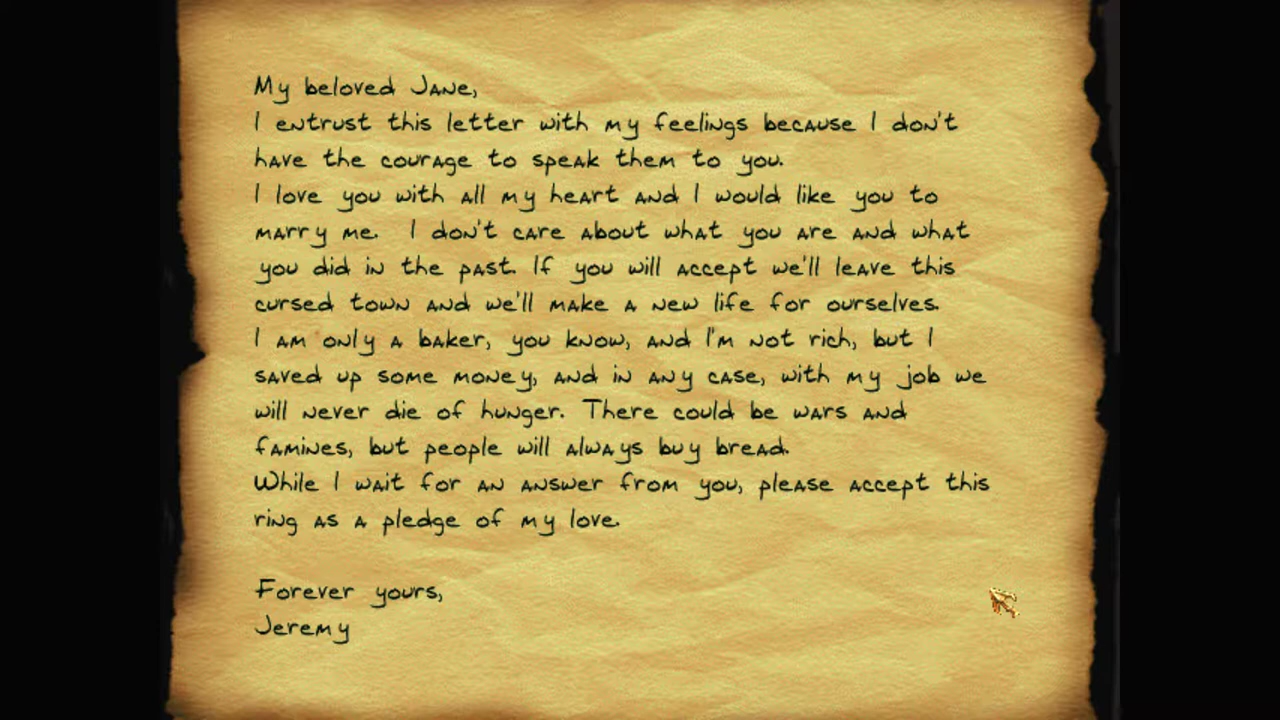 My beloved Jane,
I entrust this letter with my feelings because I don't
have the courage to speak them to you.
I love you with all my heart and I would like you to
marry me. I don't care about what you are and what
you did in the past. If you will accept we'll leave this
cursed town and we'll make a new life for ourselves.
I am only a baker, you know, and I'm not rich, but I
saved up some money, and in any case, with my job we
will never die of hunger. There could be wars and
famines, but people will always buy bread.
While I wait for an answer from you, please accept this
ring as a pledge of my love.
Forever yours,
Jeremy